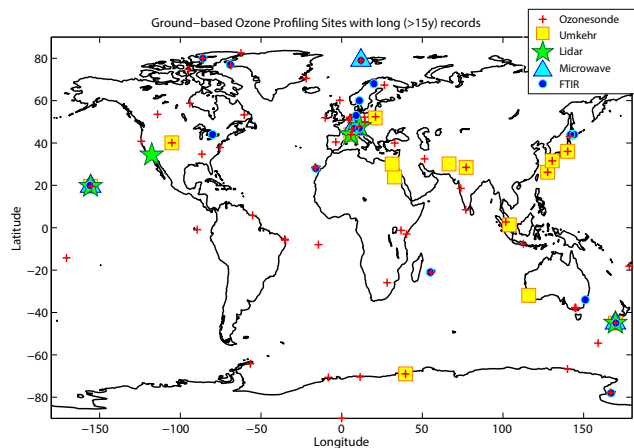 Ground−based Ozone Profiling Sites with long (>15y) records
Ozonesonde
Umkehr
Lidar
Microwave
FTIR
80
60
40
20
0
−20
−40
−60
−80
Latitude
−150
−100
−50
0
50
100
150
Longitude